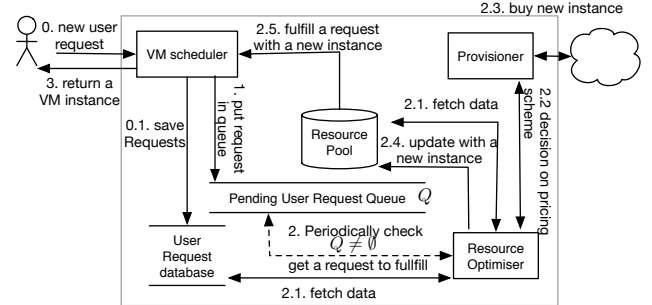 2.3. buy new instance
0. new user
request
VM scheduler
2.5. fulfill a request
with a new instance
Provisioner
3. return a
VM instance
0.1. save
Requests
1. put request
in queue
Resource
Pool
2.1. fetch data
2.4. update with a
new instance
2.2 decision on pricing
scheme
Pending User Request Queue Q
2. Periodically check
Q ≠ ∅
get a request to fullfill
User
Request
database
Resource
Optimiser
2.1. fetch data